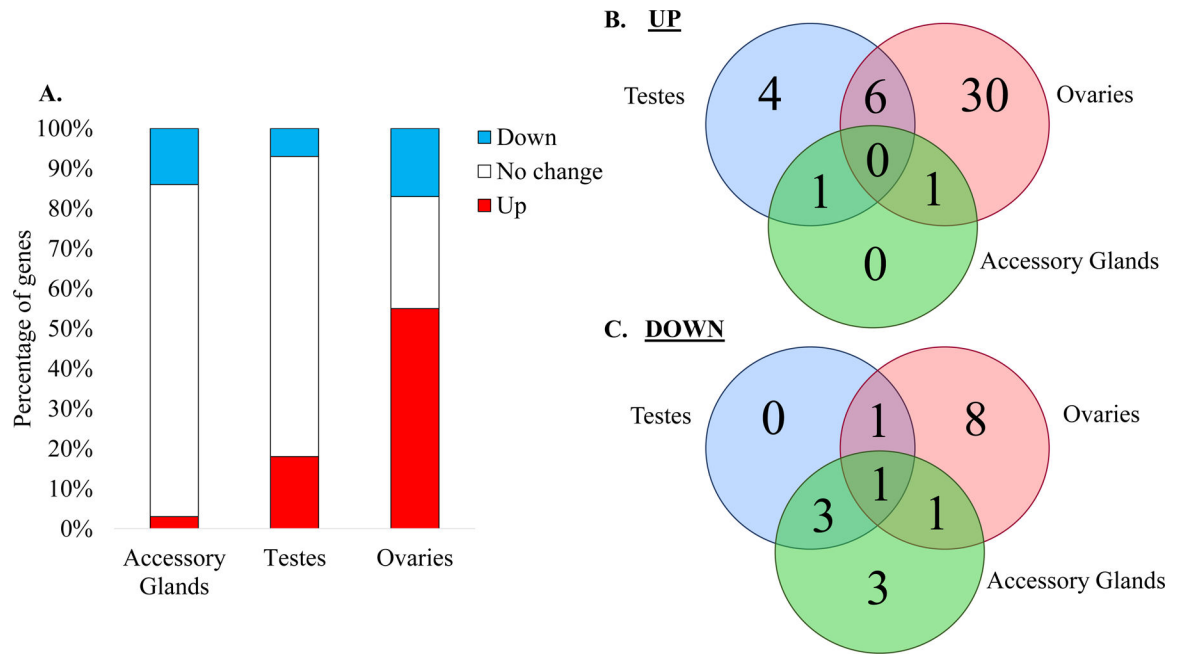 A.
100%
90%
80%
70%
60%
50%
40%
30%
20%
10%
0%
Percentage of genes
Accessory
Glands
Testes
Ovaries
Down
No change
Up
B. UP
Testes
4
6
30
Ovaries
0
1
1
0
Accessory Glands
C. DOWN
Testes
0
1
8
Ovaries
1
3
1
3
Accessory Glands